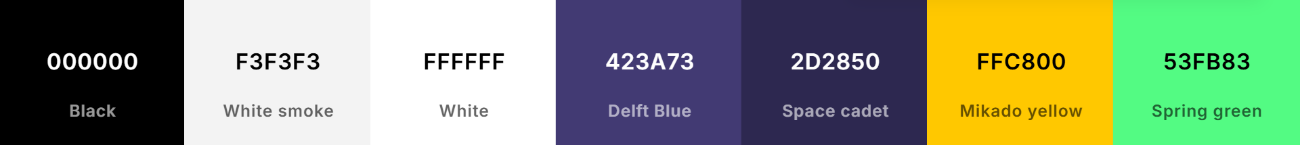 000000 F3F3F3 FFFFFF 423A73 2D2850 FFC800 53FB83
Black White smoke White Delft Blue Space cadet Mikado yellow Spring green